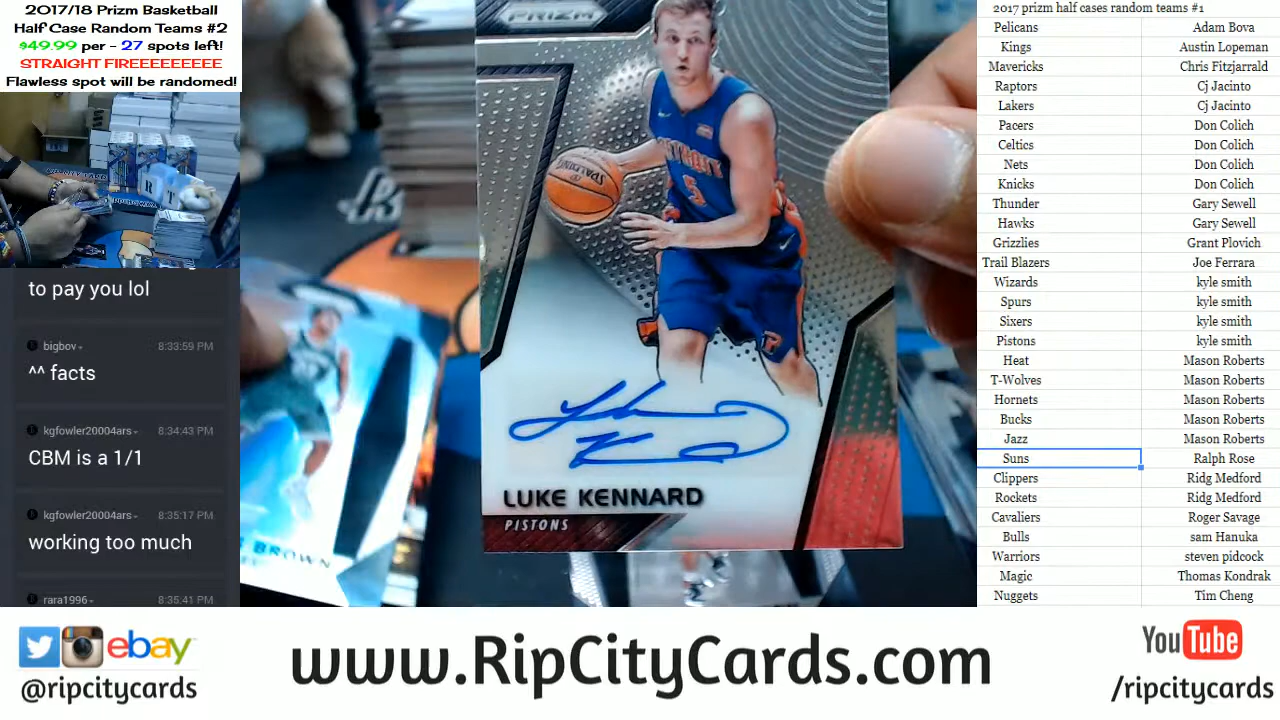 2017/18 Prizm Basketball
Half Case Random Teams #2
$49.99 per - 27 spots left!
STRAIGHT FIREEEEEEEEE
Flawless spot will be randomed!
to pay you lol
bigbov
8:33:59 PM
^^ facts
kgfowler20004ars
8:34:43 PM
CBM is a 1/1
kgfowler20004ars
8:35:17 PM
working too much
rara1996
8:35:41 PM
PRIZM
SPALDING
DETROIT
5
Luke Kennard
LUKE KENNARD
PISTONS
BROWN
2017 prizm half cases random teams #1
Pelicans Adam Bova
Kings Austin Lopeman
Mavericks Chris Fitzjarrald
Raptors Cj Jacinto
Lakers Cj Jacinto
Pacers Don Colich
Celtics Don Colich
Nets Don Colich
Knicks Don Colich
Thunder Gary Sewell
Hawks Gary Sewell
Grizzlies Grant Plovich
Trail Blazers Joe Ferrara
Wizards kyle smith
Spurs kyle smith
Sixers kyle smith
Pistons kyle smith
Heat Mason Roberts
T-Wolves Mason Roberts
Hornets Mason Roberts
Bucks Mason Roberts
Jazz Mason Roberts
Suns Ralph Rose
Clippers Ridg Medford
Rockets Ridg Medford
Cavaliers Roger Savage
Bulls sam Hanuka
Warriors steven pidcock
Magic Thomas Kondrak
Nuggets Tim Cheng
ebay
@ripcitycards
www.RipCityCards.com
YouTube
/ripcitycards